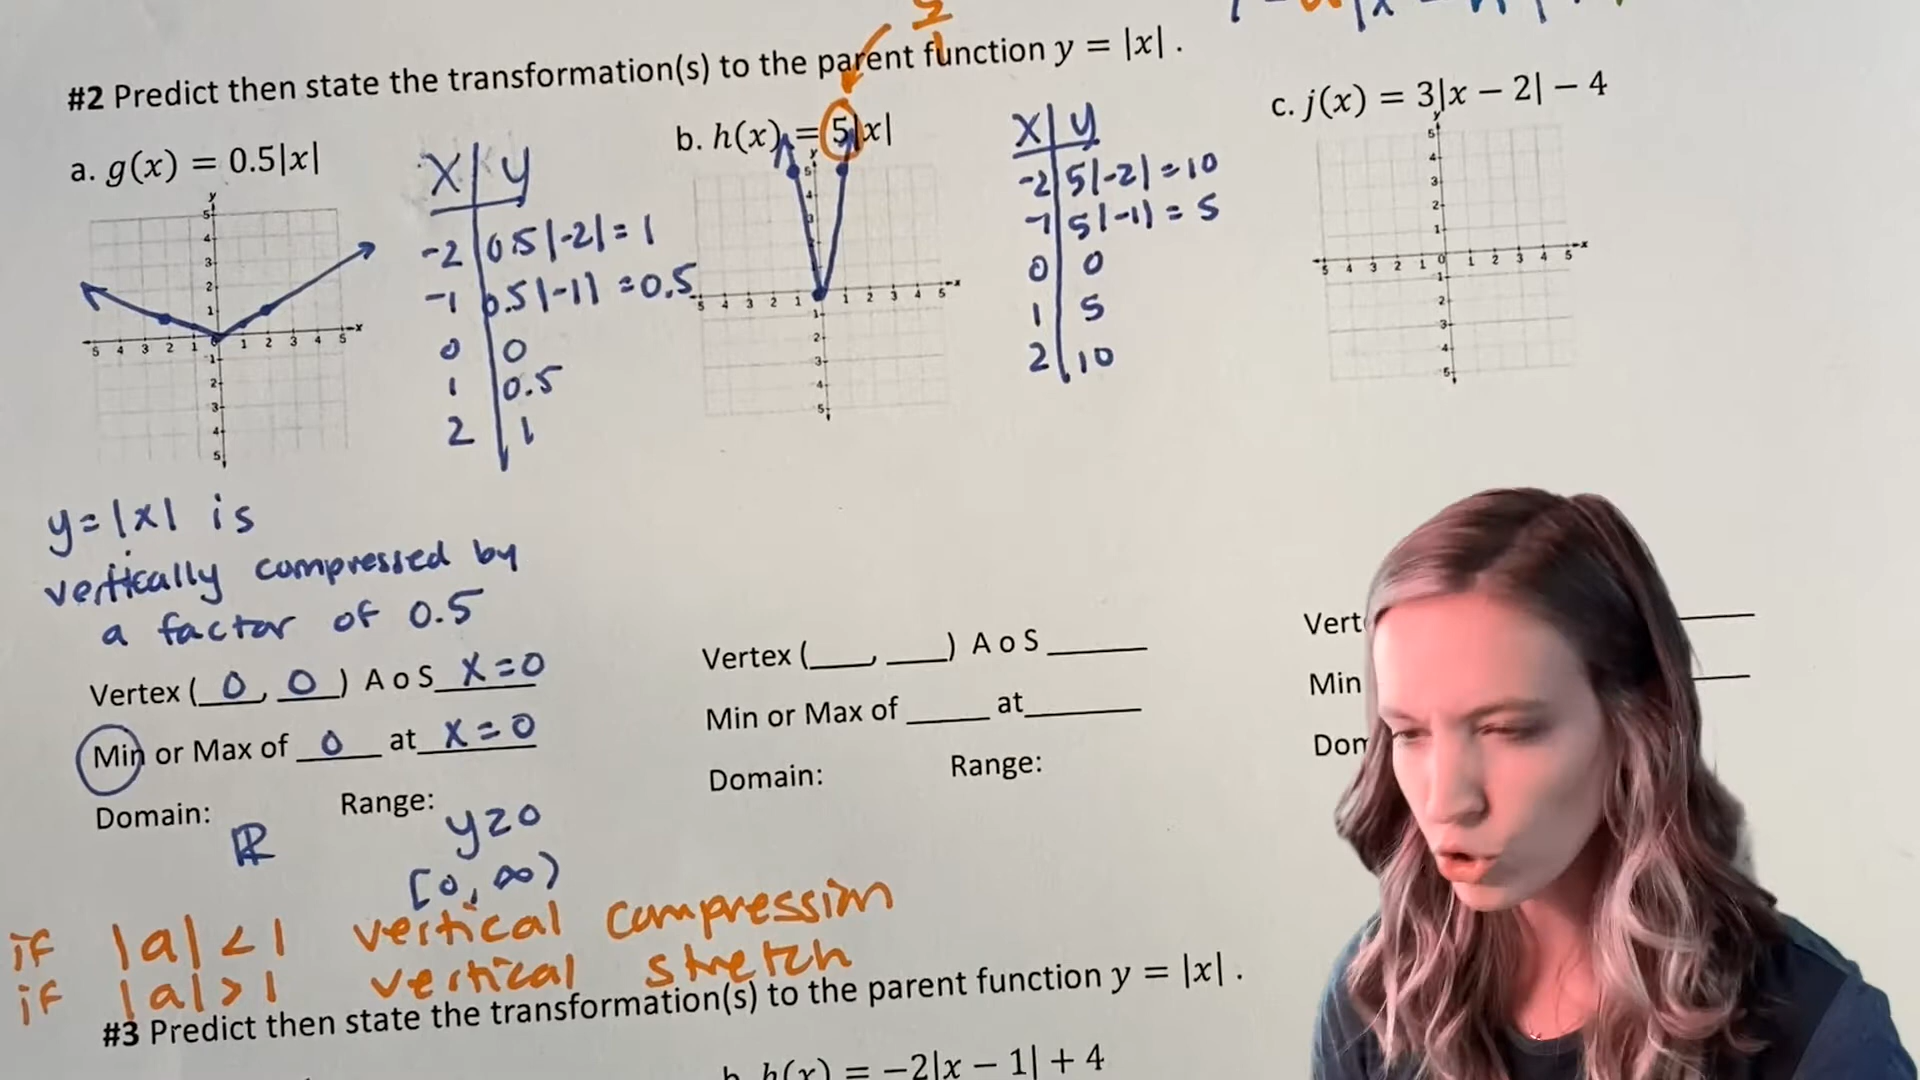 #2 Predict then state the transformation(s) to the parent function y = |x| .
a. g(x) = 0.5|x|
x | y
-2 | 0.5|-2| = 1
-1 | 0.5|-1| = 0.5
0 | 0
1 | 0.5
2 | 1
y = |x| is
vertically compressed by
a factor of 0.5
Vertex ( 0 , 0 ) A o S x = 0
Min or Max of 0 at x = 0
Domain: ℝ Range: y ≥ 0
[0, ∞)
b. h(x) = 5|x|
x | y
-2 | 5|-2| = 10
-1 | 5|-1| = 5
0 | 0
1 | 5
2 | 10
Vertex (____, ____) A o S ______
Min or Max of _____ at ______
Domain: Range:
c. j(x) = 3|x − 2| − 4
Vert
Min
Dom
if |a| < 1 vertical compression
if |a| > 1 vertical stretch
#3 Predict then state the transformation(s) to the parent function y = |x| .
b. h(x) = −2|x − 1| + 4